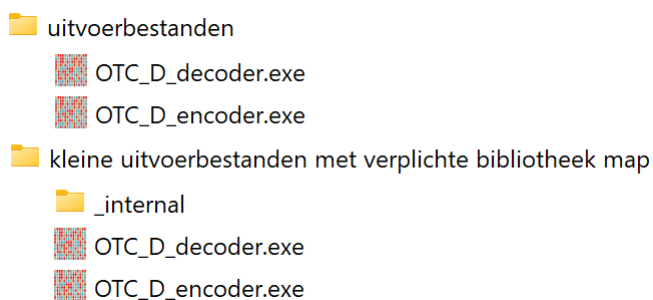 uitvoerbestanden
OTC_D_decoder.exe
OTC_D_encoder.exe
kleine uitvoerbestanden met verplichte bibliotheek map
_internal
OTC_D_decoder.exe
OTC_D_encoder.exe